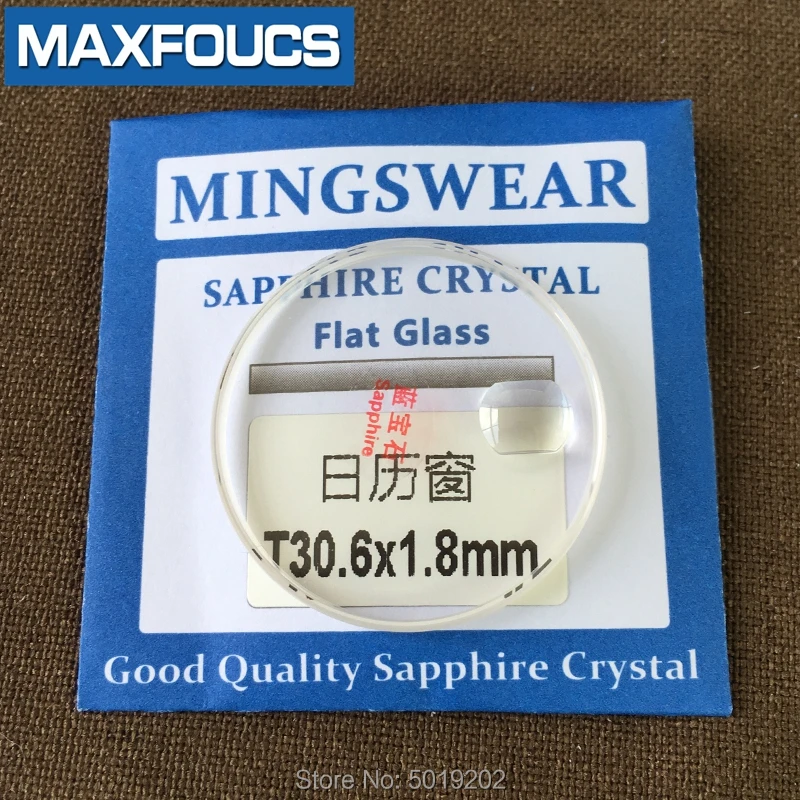 MAXFOUCS
MINGSWEAR
SAPPHIRE CRYSTAL
Flat Glass
蓝宝石
Sapphire
日历窗
T30.6x1.8mm
Good Quality Sapphire Crystal
Store No: 5019202